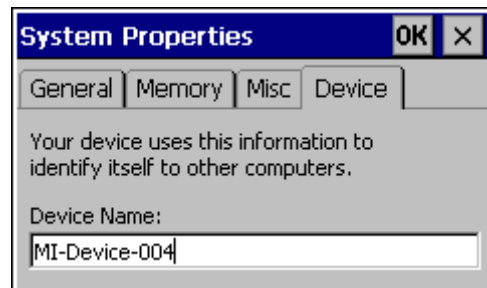 System Properties OK ×
General Memory Misc Device
Your device uses this information to
identify itself to other computers.
Device Name:
MI-Device-004